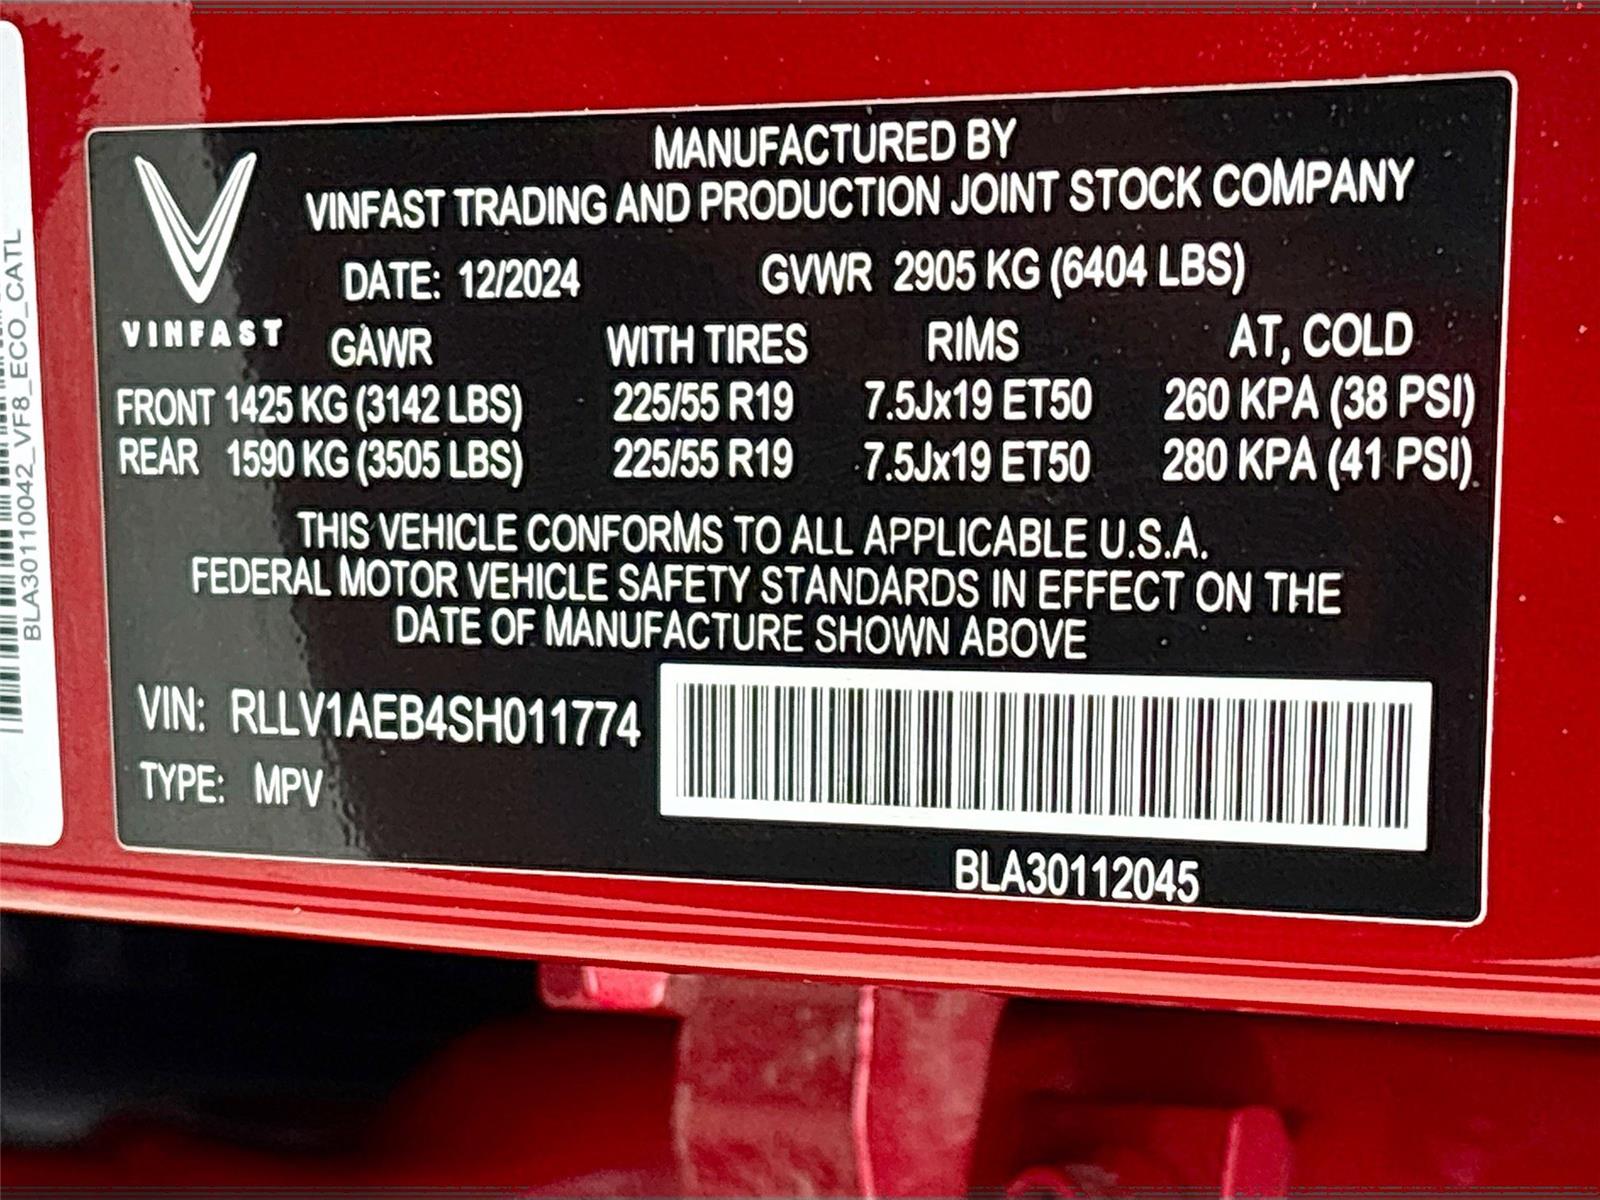 MANUFACTURED BY
VINFAST TRADING AND PRODUCTION JOINT STOCK COMPANY
DATE: 12/2024 GVWR 2905 KG (6404 LBS)
VINFAST
GAWR WITH TIRES RIMS AT, COLD
FRONT 1425 KG (3142 LBS) 225/55 R19 7.5Jx19 ET50 260 KPA (38 PSI)
REAR 1590 KG (3505 LBS) 225/55 R19 7.5Jx19 ET50 280 KPA (41 PSI)
THIS VEHICLE CONFORMS TO ALL APPLICABLE U.S.A.
FEDERAL MOTOR VEHICLE SAFETY STANDARDS IN EFFECT ON THE
DATE OF MANUFACTURE SHOWN ABOVE
VIN: RLLV1AEB4SH011774
TYPE: MPV
BLA30112045
BLA30110042_VF8_ECO_CATL